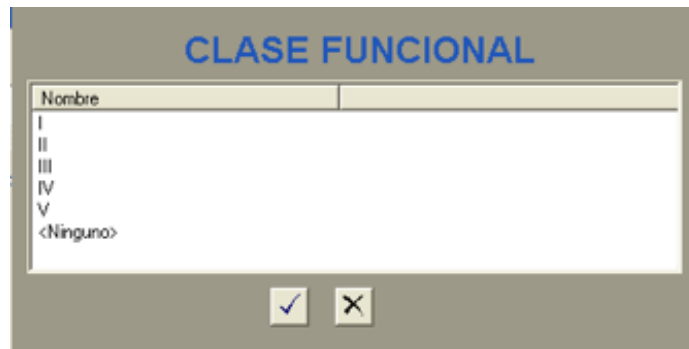 CLASE FUNCIONAL
Nombre
I
II
III
IV
V
<Ninguno>